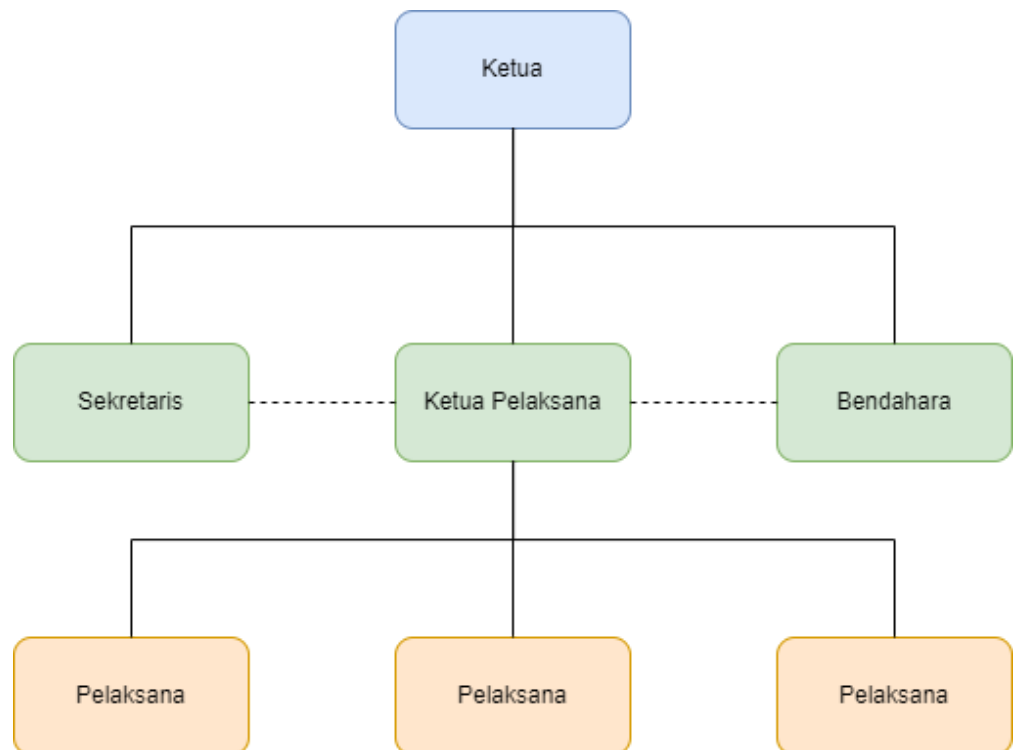 Ketua
Sekretaris
Ketua Pelaksana
Bendahara
Pelaksana
Pelaksana
Pelaksana